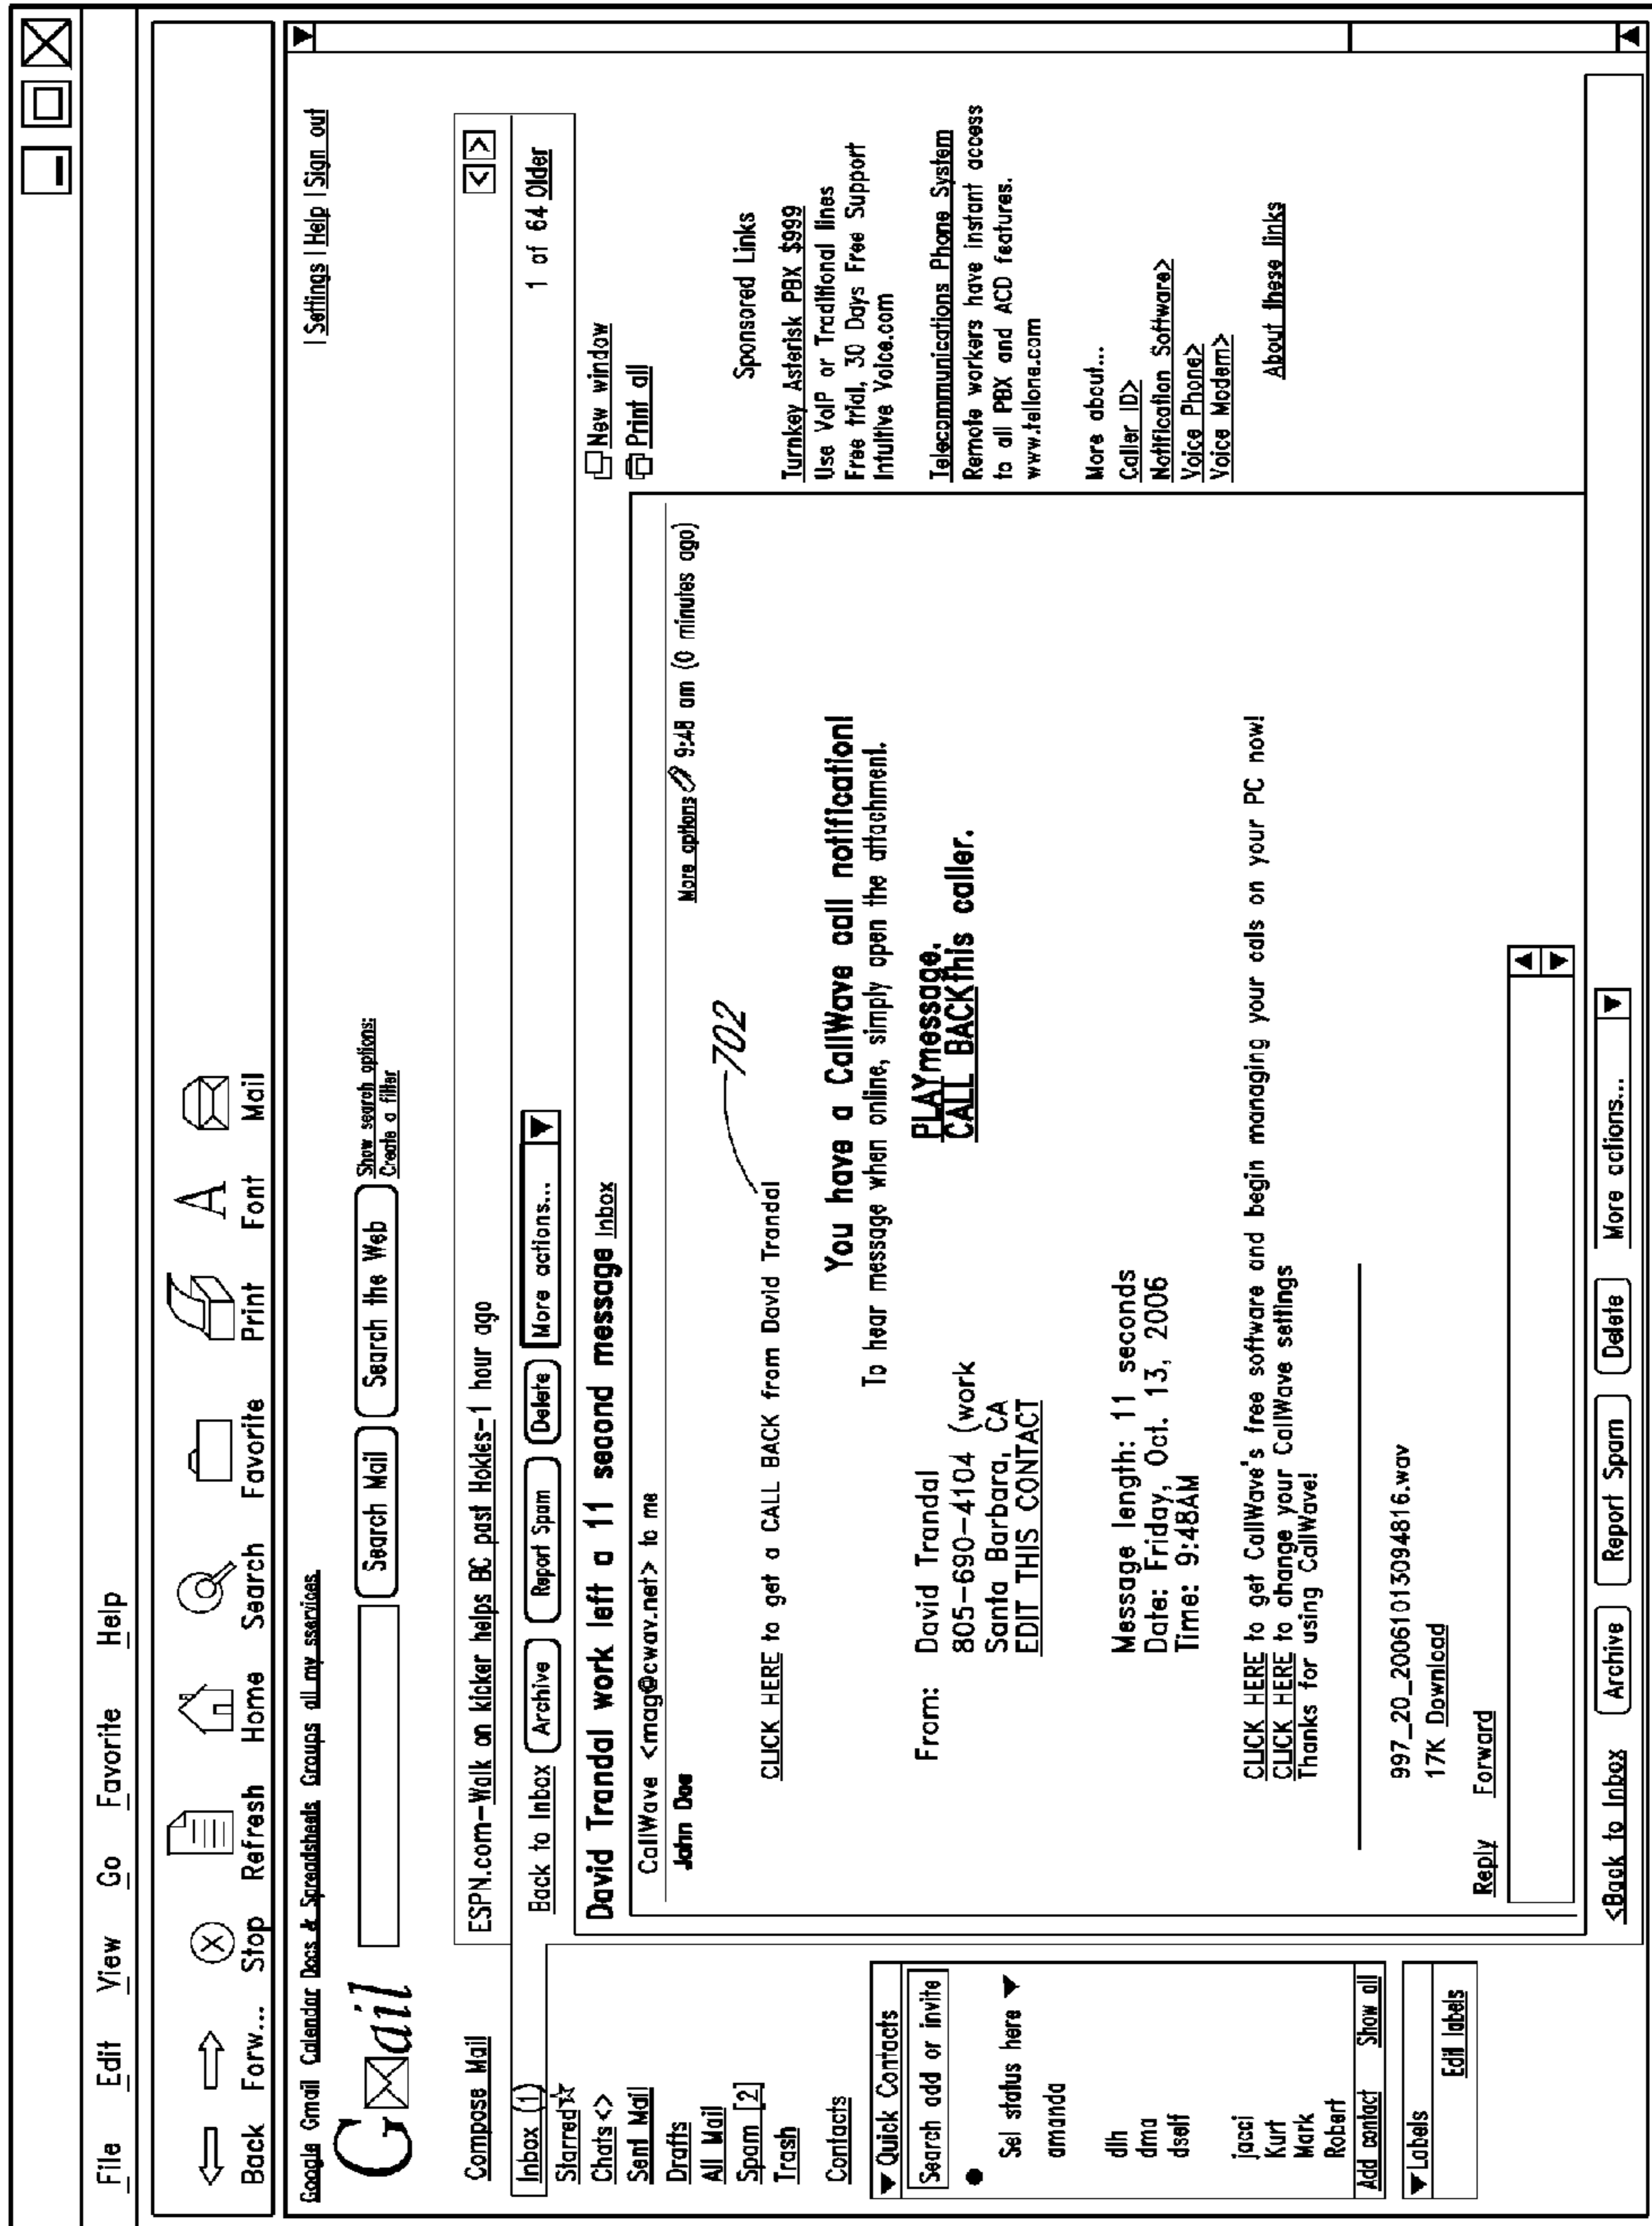 File Edit View Go Favorite Help
Back Forw... Stop Refresh Home Search Favorite Print Font Mail
Google Gmail Calendar Docs & Spreadsheets Groups all my sservices
| Settings | Help | Sign out
Gmail
Search Mail Search the Web
Show search options:
Create a filter
ESPN.com-Walk on kicker helps BC past Hokies-1 hour ago < >
Back to Inbox Archive Report Spam Delete More actions... 1 of 64 Older
Compose Mail
Inbox (1)
Starred
Chats <>
Sent Mail
Drafts
All Mail
Spam [2]
Trash
Contacts
Quick Contacts
Search add or invite
Set status here
amanda
dlh
dma
dself
jacci
Kurt
Mark
Robert
Add contact Show all
Labels
Edit labels
David Trandal work left a 11 second message Inbox
New window
Print all
CallWave <mag@cwav.net> to me
John Doe
More options 9:48 am (0 minutes ago)
702
CLICK HERE to get a CALL BACK from David Trandal
You have a CallWave call notification!
To hear message when online, simply open the attachment.
PLAYmessage.
CALL BACKthis caller.
From: David Trandal
805-690-4104 (work
Santa Barbara, CA
EDIT THIS CONTACT
Message length: 11 seconds
Date: Friday, Oct. 13, 2006
Time: 9:48AM
CLICK HERE to get CallWave's free software and begin managing your cals on your PC now!
CLICK HERE to change your CallWave settings
Thanks for using CallWave!
997_20_20061013094816.wav
17K Download
Reply Forward
Sponsored Links
Turnkey Asterisk PBX $999
Use VoIP or Traditional lines
Free trial, 30 Days Free Support
Intuitive Voice.com
Telecommunications Phone System
Remote workers have instant access
to all PBX and ACD features.
www.tellone.com
More about...
Caller ID>
Notification Software>
Voice Phone>
Voice Modem>
About these links
<Back to Inbox Archive Report Spam Delete More actions...